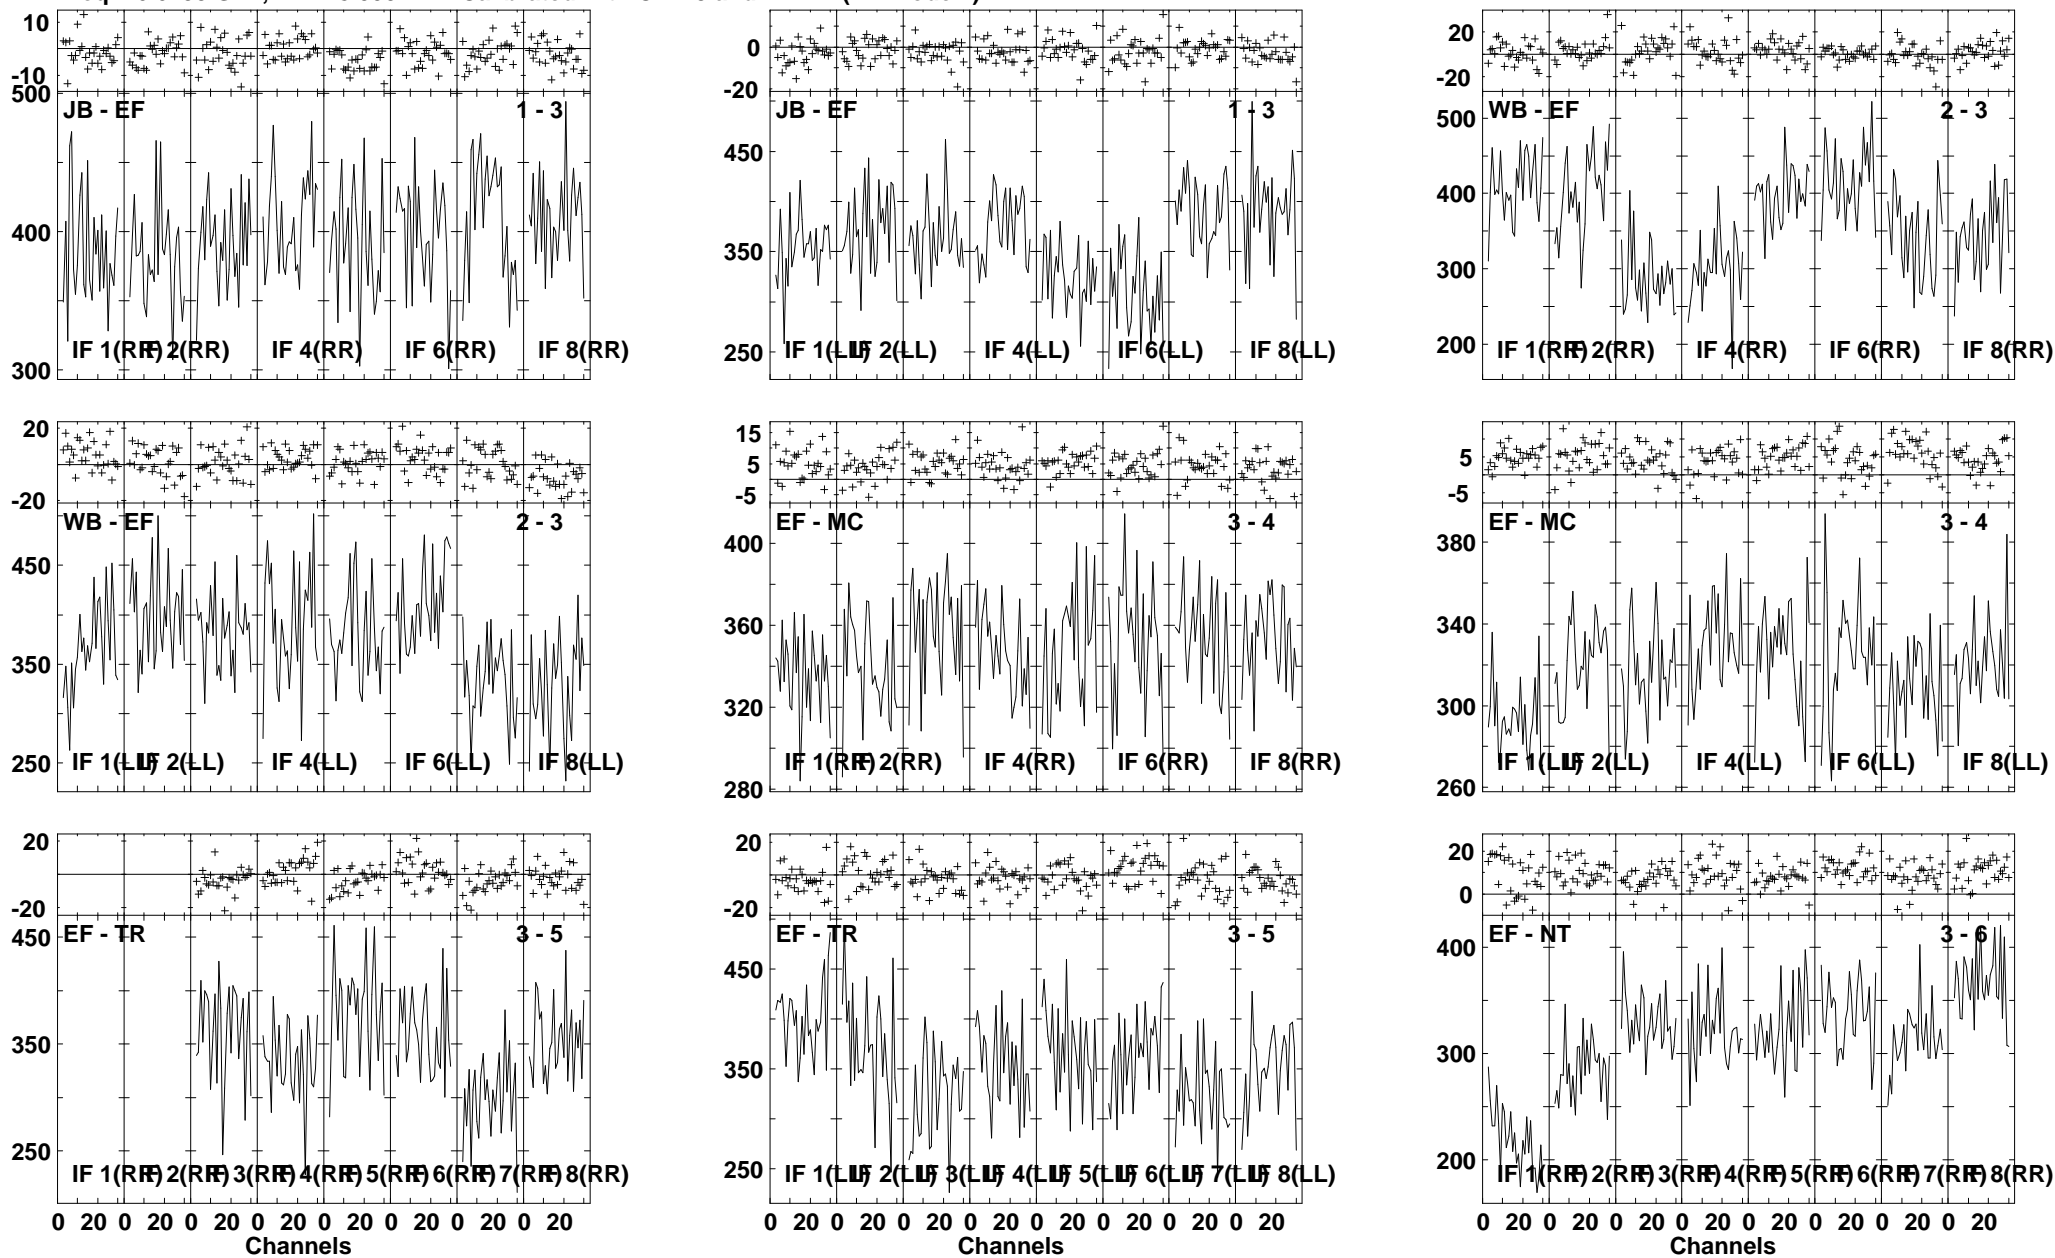 10
-10
500
JB - EF 1 - 3
400
300
IF 1(RR) IF 2(RR) IF 4(RR) IF 6(RR) IF 8(RR)
0
-20
JB - EF 1 - 3
450
350
250
IF 1(LL) IF 2(LL) IF 4(LL) IF 6(LL) IF 8(LL)
20
-20
WB - EF 2 - 3
500
400
300
200
IF 1(RR) IF 2(RR) IF 4(RR) IF 6(RR) IF 8(RR)
20
-20
WB - EF 2 - 3
450
350
250
IF 1(LL) IF 2(LL) IF 4(LL) IF 6(LL) IF 8(LL)
15
5
-5
EF - MC 3 - 4
400
360
320
280
IF 1(RR) IF 2(RR) IF 4(RR) IF 6(RR) IF 8(RR)
5
-5
EF - MC 3 - 4
380
340
300
260
IF 1(LL) IF 2(LL) IF 4(LL) IF 6(LL) IF 8(LL)
20
-20
EF - TR 3 - 5
450
350
250
IF 1(RR) IF 2(RR) IF 3(RR) IF 4(RR) IF 5(RR) IF 6(RR) IF 7(RR) IF 8(RR)
0 20 0 20 0 20 0 20 0 20 0 20 0 20 0 20
Channels
20
-20
EF - TR 3 - 5
450
350
250
IF 1(LL) IF 2(LL) IF 3(LL) IF 4(LL) IF 5(LL) IF 6(LL) IF 7(LL) IF 8(LL)
0 20 0 20 0 20 0 20 0 20 0 20 0 20 0 20
Channels
20
0
EF - NT 3 - 6
400
300
200
IF 1(RR) IF 2(RR) IF 3(RR) IF 4(RR) IF 5(RR) IF 6(RR) IF 7(RR) IF 8(RR)
0 20 0 20 0 20 0 20 0 20 0 20 0 20 0 20
Channels